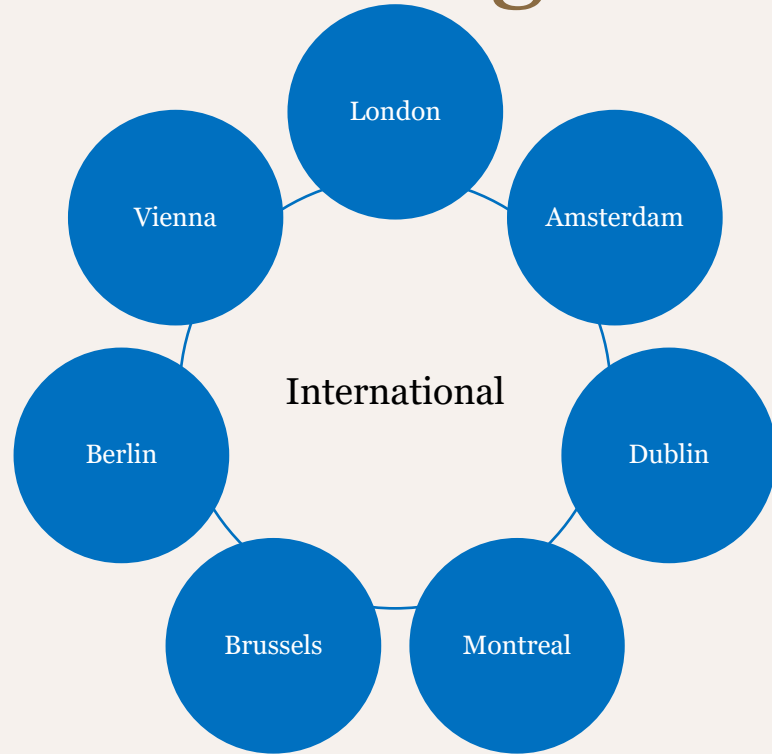 London
Vienna
Amsterdam
International
Berlin
Dublin
Brussels
Montreal